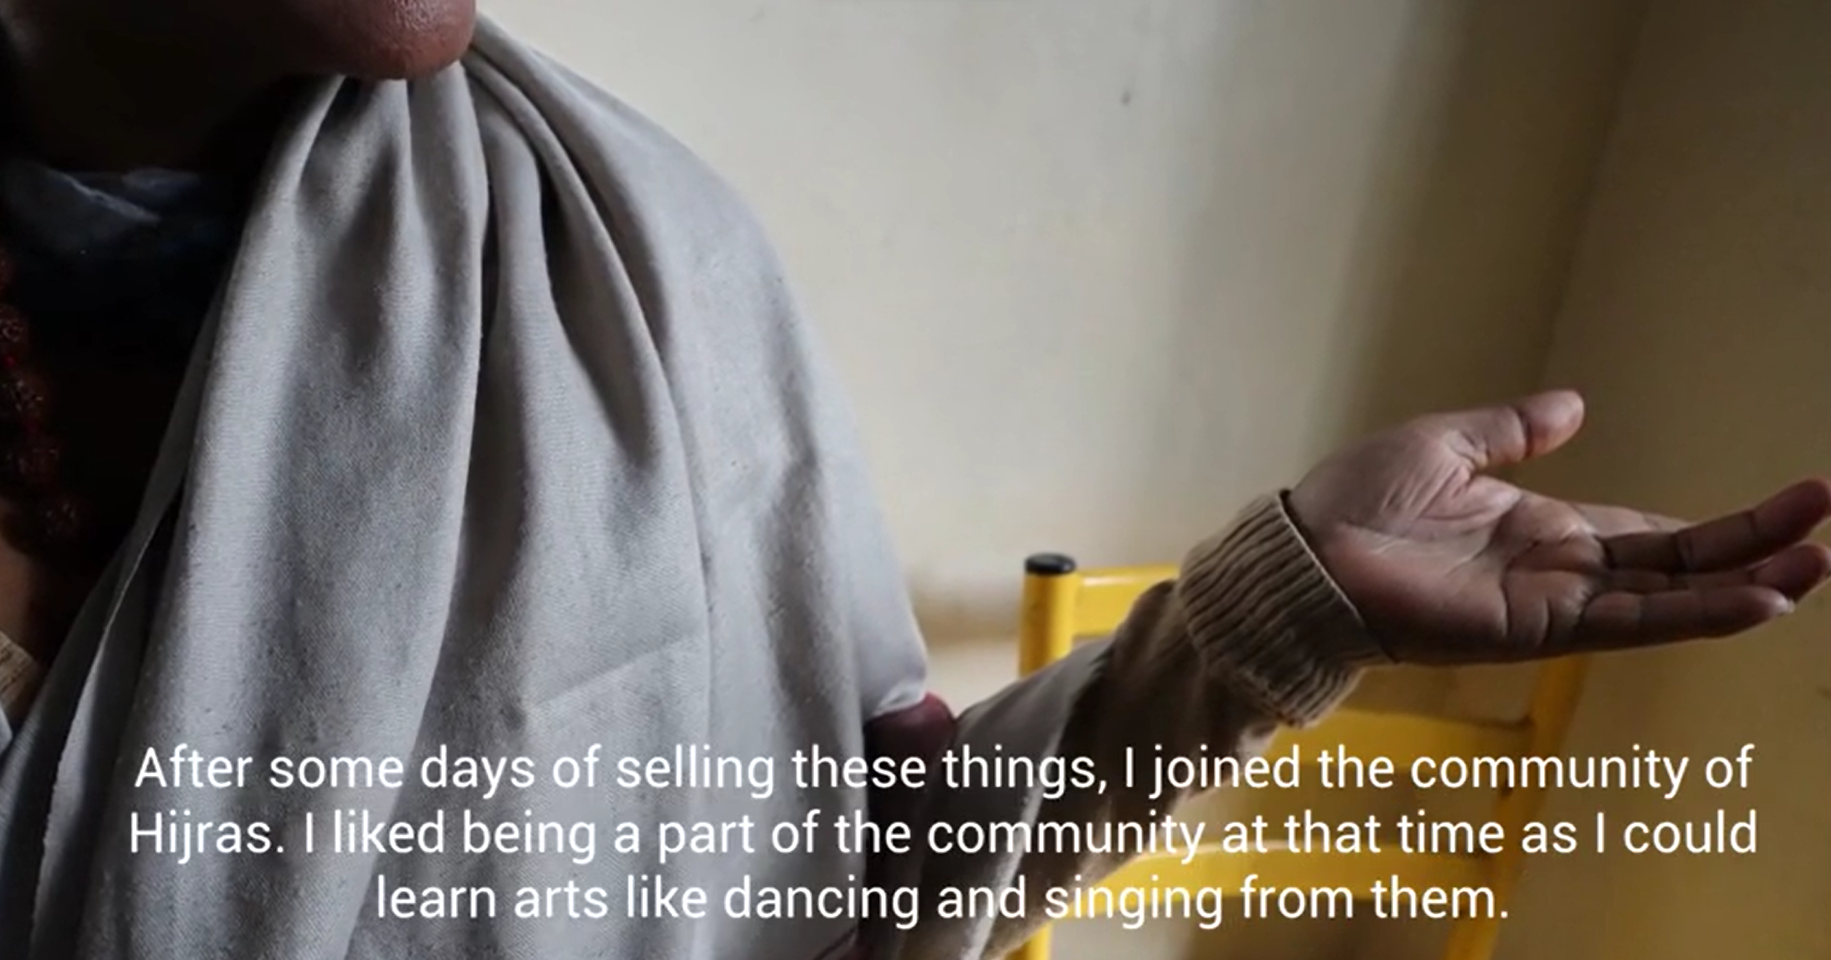 After some days of selling these things, I joined the community of
Hijras. I liked being a part of the community at that time as I could
learn arts like dancing and singing from them.